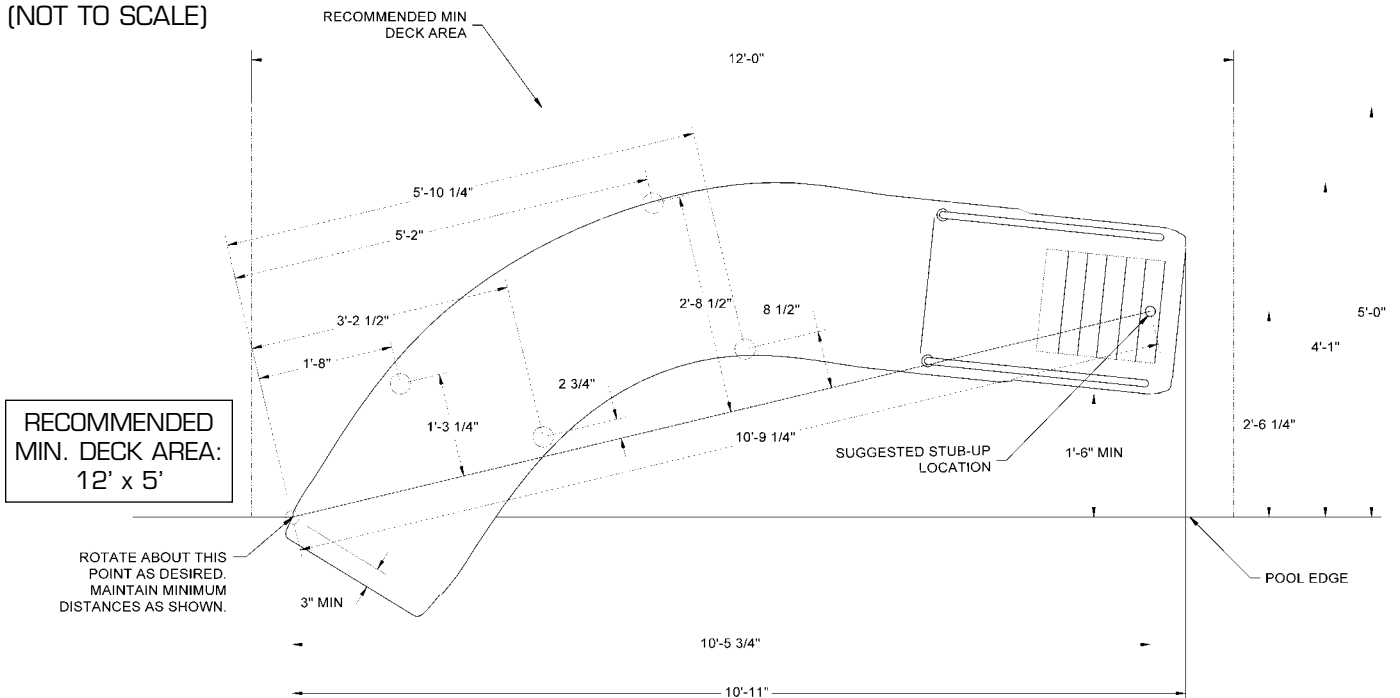 (NOT TO SCALE)
RECOMMENDED MIN
DECK AREA
12'-0"
5'-10 1/4"
5'-2"
3'-2 1/2"
1'-8"
2'-8 1/2"
8 1/2"
2 3/4"
1'-3 1/4"
10'-9 1/4"
5'-0"
4'-1"
2'-6 1/4"
1'-6" MIN
SUGGESTED STUB-UP
LOCATION
RECOMMENDED
MIN. DECK AREA:
12' x 5'
ROTATE ABOUT THIS
POINT AS DESIRED.
MAINTAIN MINIMUM
DISTANCES AS SHOWN.
3" MIN
POOL EDGE
10'-5 3/4"
10'-11"